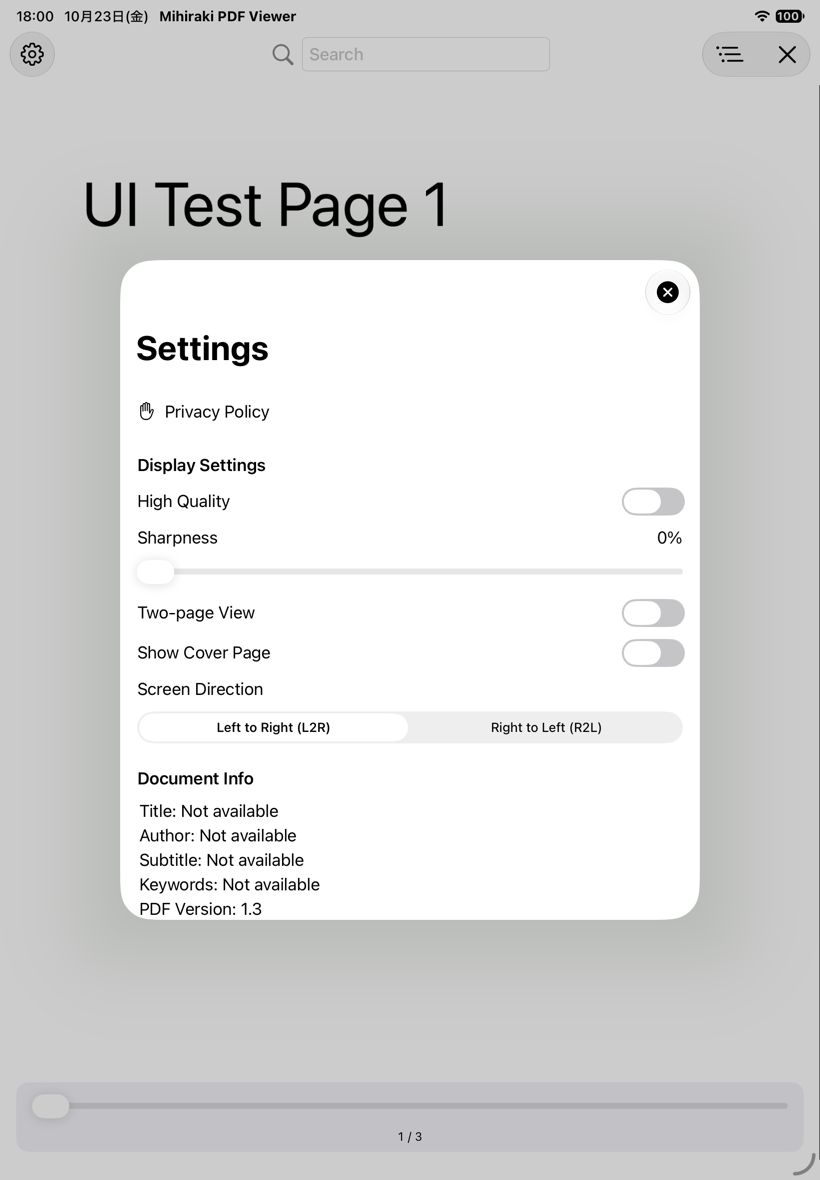 18:00 10月23日(金) Mihiraki PDF Viewer 100
Search
UI Test Page 1
Settings
Privacy Policy
Display Settings
High Quality
Sharpness 0%
Two-page View
Show Cover Page
Screen Direction
Left to Right (L2R) Right to Left (R2L)
Document Info
Title: Not available
Author: Not available
Subtitle: Not available
Keywords: Not available
PDF Version: 1.3
1 / 3